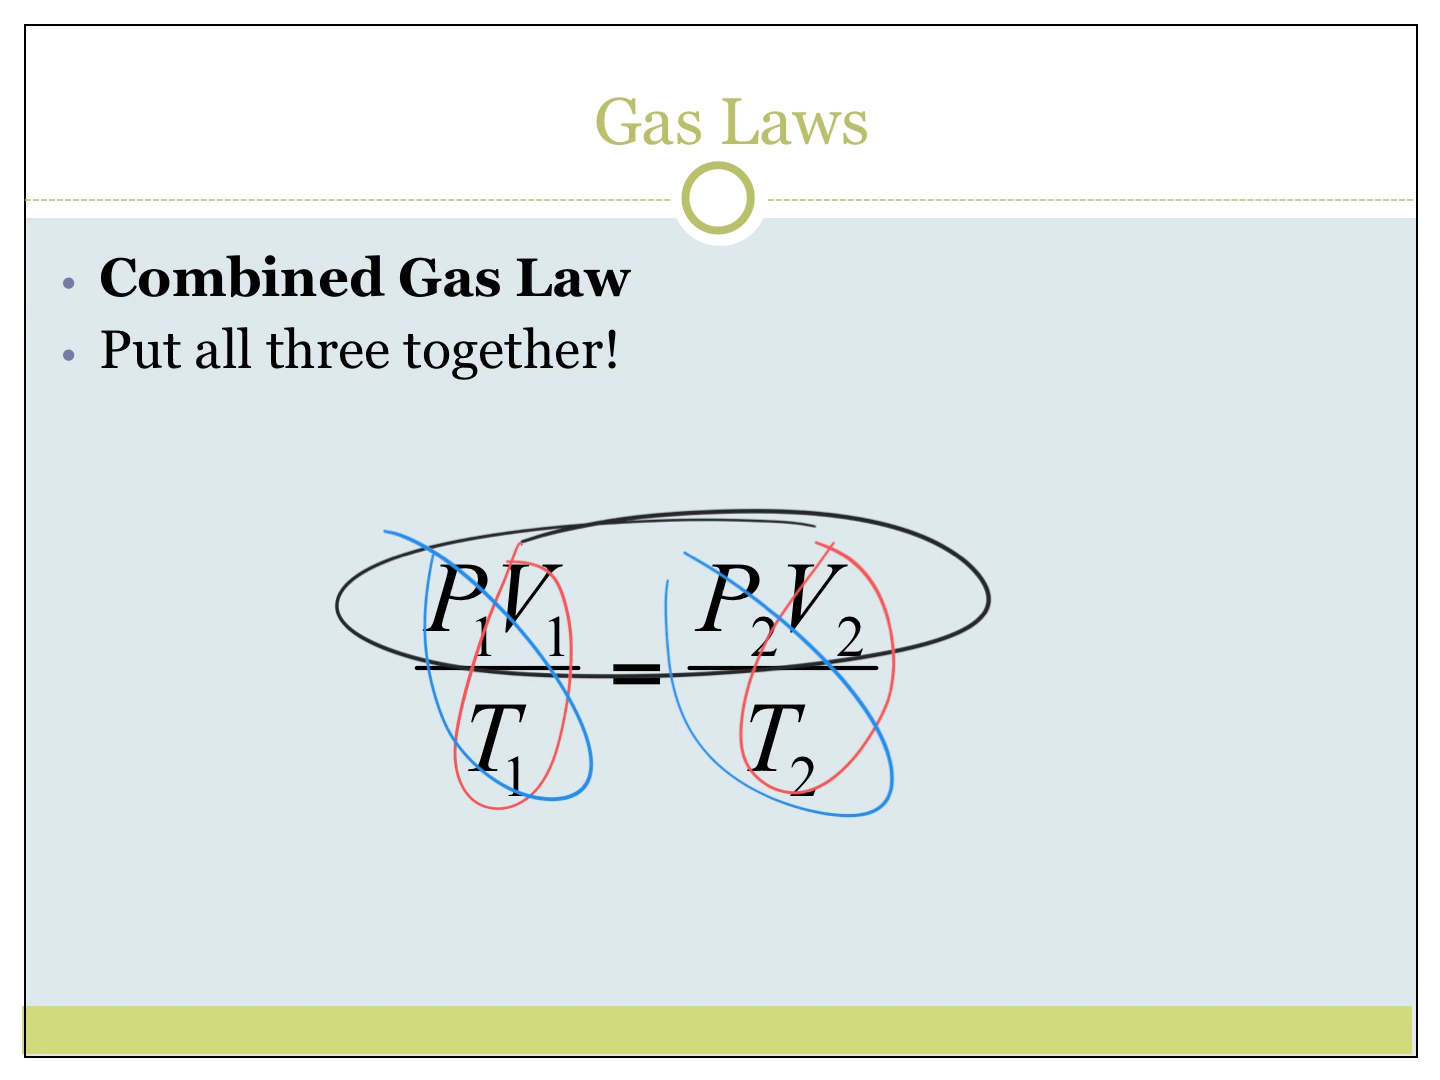 Gas Laws
• Combined Gas Law
• Put all three together!
P₁V₁ / T₁ = P₂V₂ / T₂